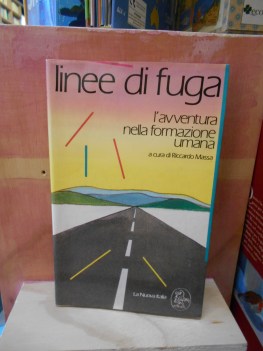 linee di fuga
l'avventura
nella formazione
umana
a cura di Riccardo Massa
La Nuova Italia